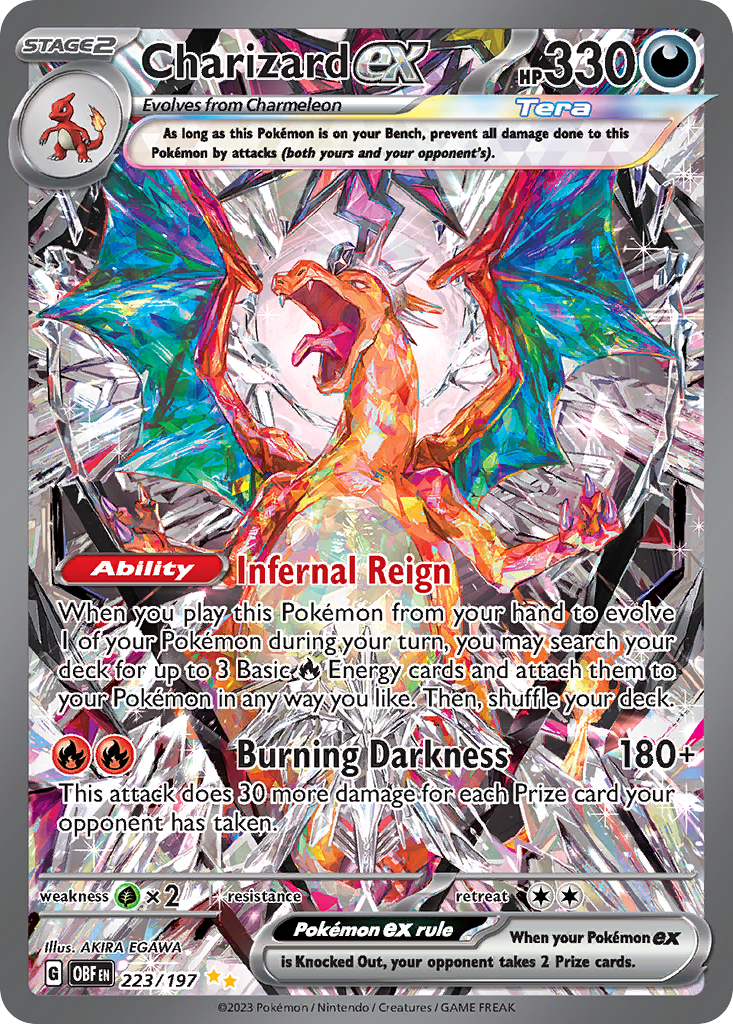 STAGE2
Charizard ex
HP330
Evolves from Charmeleon
Tera
As long as this Pokémon is on your Bench, prevent all damage done to this
Pokémon by attacks (both yours and your opponent's).
Ability Infernal Reign
When you play this Pokémon from your hand to evolve
1 of your Pokémon during your turn, you may search your
deck for up to 3 Basic Energy cards and attach them to
your Pokémon in any way you like. Then, shuffle your deck.
Burning Darkness 180+
This attack does 30 more damage for each Prize card your
opponent has taken.
weakness ×2 resistance retreat
Illus. AKIRA EGAWA
G OBF EN 223/197
Pokémon ex rule
When your Pokémon ex
is Knocked Out, your opponent takes 2 Prize cards.
©2023 Pokémon / Nintendo / Creatures / GAME FREAK